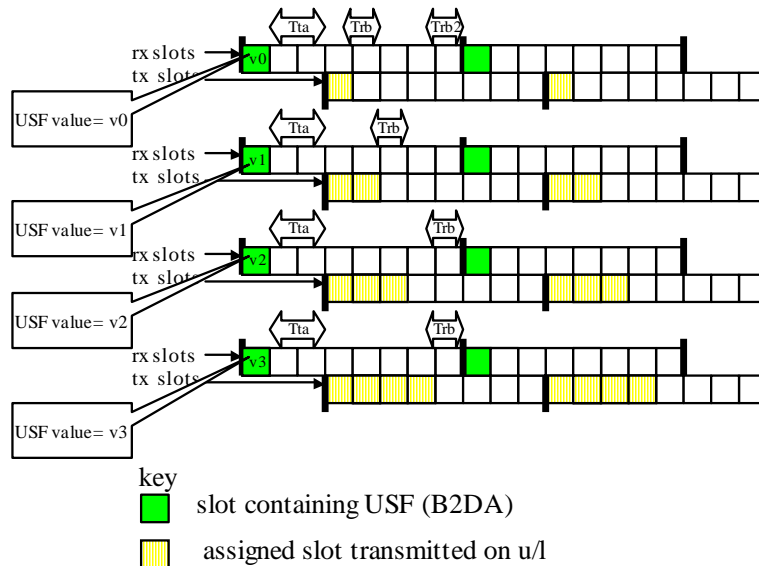 Tta Trb Trb2
rx slots
v0
tx slots
USF value= v0
Tta Trb
rx slots
v1
tx slots
USF value= v1
Tta Trb
rx slots
v2
tx slots
USF value= v2
Tta Trb
rx slots
v3
tx slots
USF value= v3
key
slot containing USF (B2DA)
assigned slot transmitted on u/l